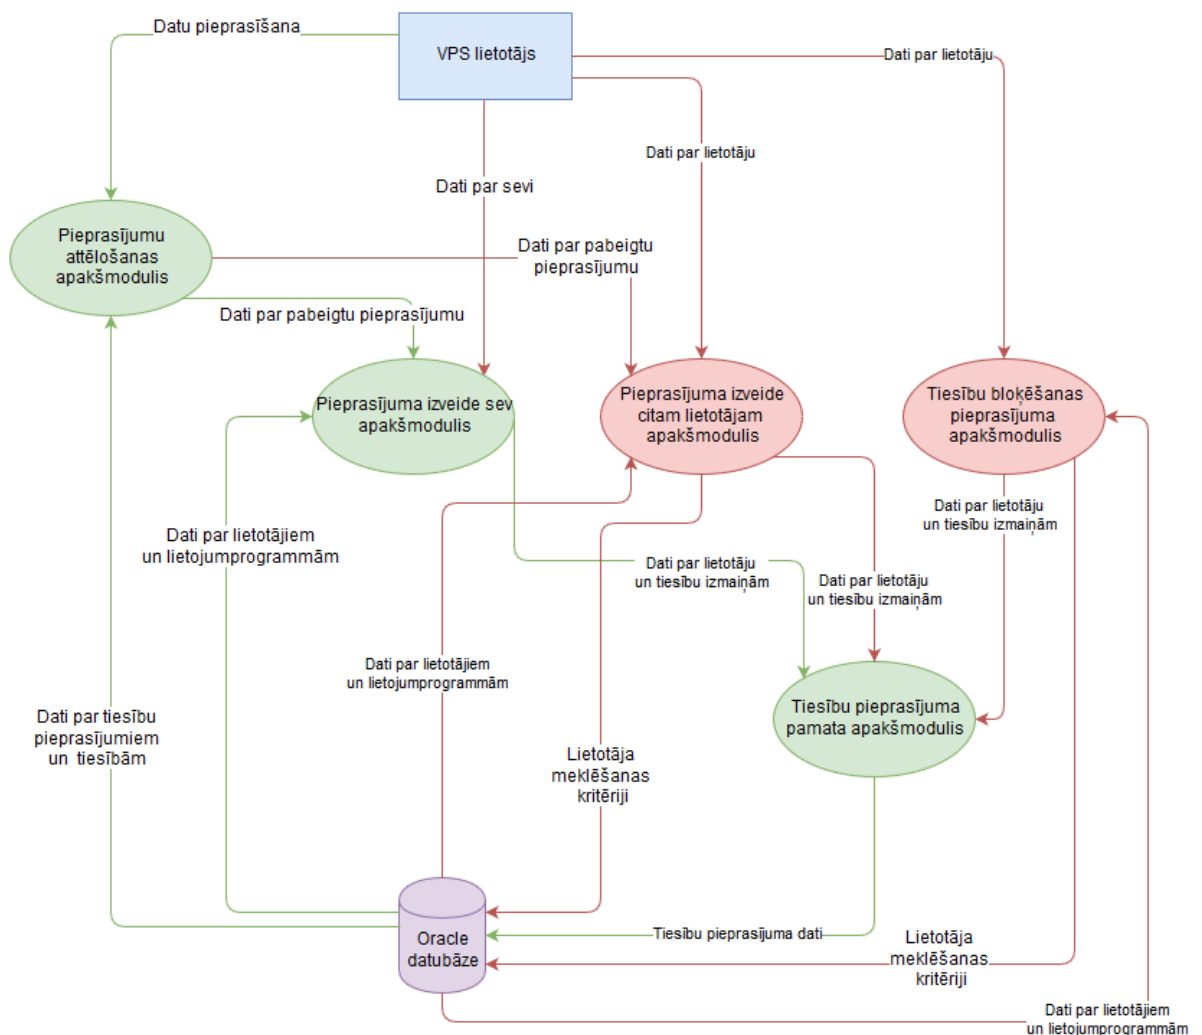 Datu pieprasīšana
VPS lietotājs
Dati par lietotāju
Dati par lietotāju
Dati par sevi
Pieprasījumu
attēlošanas
apakšmodulis
Dati par pabeigtu
pieprasījumu
Dati par pabeigtu pieprasījumu
Pieprasījuma izveide sev
apakšmodulis
Pieprasījuma izveide
citam lietotājam
apakšmodulis
Tiesību bloķēšanas
pieprasījuma
apakšmodulis
Dati par lietotāju
un tiesību izmaiņām
Dati par lietotājiem
un lietojumprogrammām
Dati par lietotāju
un tiesību izmaiņām
Dati par lietotāju
un tiesību izmaiņām
Dati par lietotājiem
un lietojumprogrammām
Tiesību pieprasījuma
pamata apakšmodulis
Dati par tiesību
pieprasījumiem
un tiesībām
Lietotāja
meklēšanas
kritēriji
Oracle
datubāze
Tiesību pieprasījuma dati
Lietotāja
meklēšanas
kritēriji
Dati par lietotājiem
un lietojumprogrammām